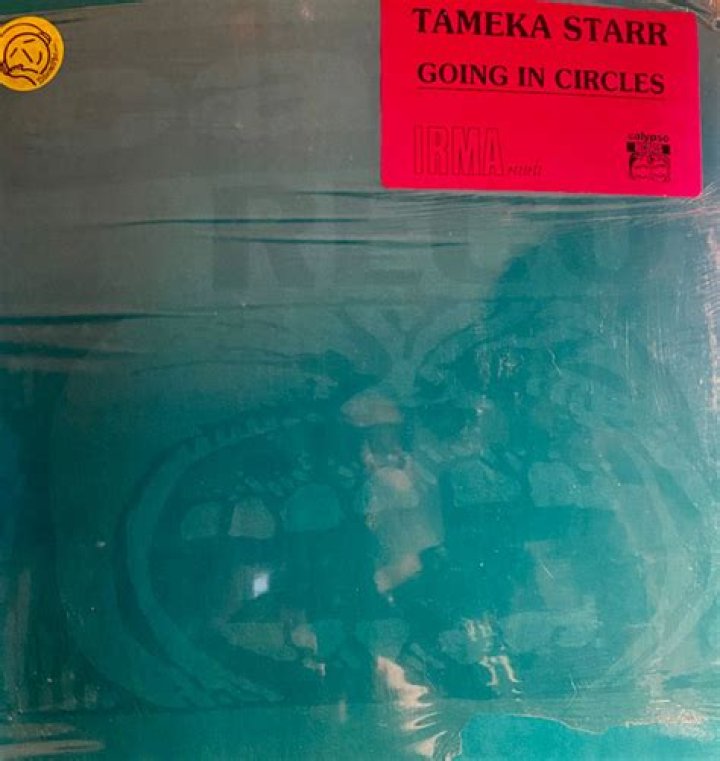 TAMEKA STARR
GOING IN CIRCLES
IRMA
calypso